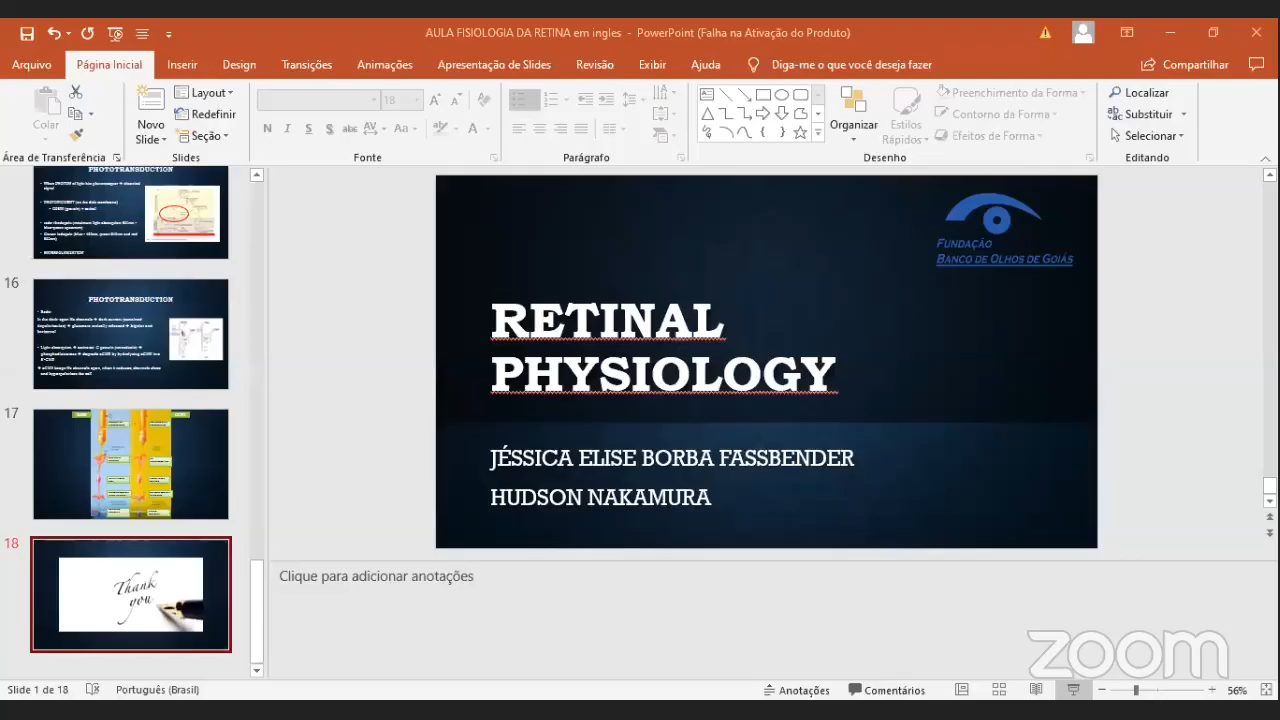 AULA FISIOLOGIA DA RETINA em ingles - PowerPoint (Falha na Ativação do Produto)
Arquivo Página Inicial Inserir Design Transições Animações Apresentação de Slides Revisão Exibir Ajuda Diga-me o que você deseja fazer Compartilhar
Colar
Novo Slide
Layout
Redefinir
Seção
18
N I S S abc AV Aa A
Organizar
Estilos Rápidos
Preenchimento da Forma
Contorno da Forma
Efeitos de Forma
Localizar
Substituir
Selecionar
Área de Transferência Slides Fonte Parágrafo Desenho Editando
PHOTOTRANSDUCTION
16
PHOTOTRANSDUCTION
17
18
Thank
you
FUNDAÇÃO
BANCO DE OLHOS DE GOIÁS
RETINAL
PHYSIOLOGY
JÉSSICA ELISE BORBA FASSBENDER
HUDSON NAKAMURA
Clique para adicionar anotações
zoom
Slide 1 de 18 Português (Brasil) Anotações Comentários 56%